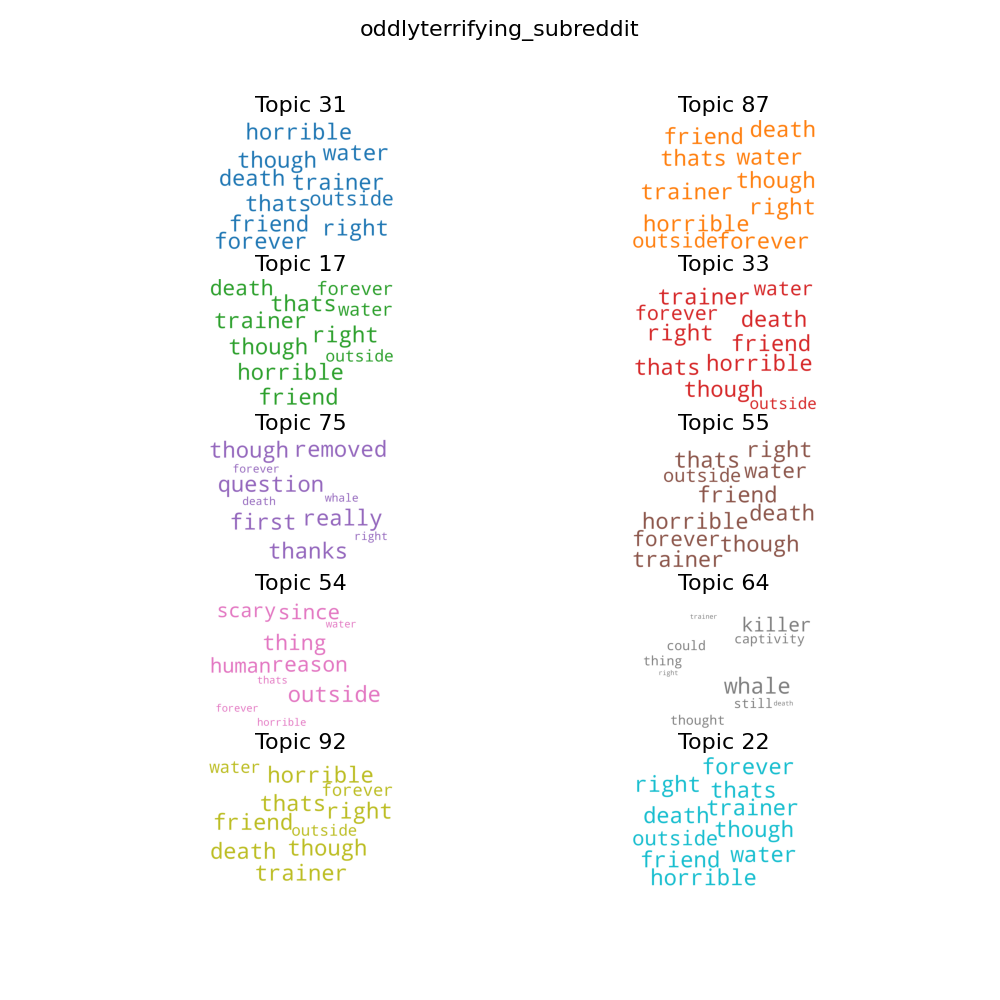 oddlyterrifying_subreddit
Topic 31
horrible
though water
death trainer
thats outside
friend right
forever
Topic 87
friend death
thats water
trainer though
right
horrible
outside forever
Topic 17
death forever
thats water
trainer right
though outside
horrible
friend
Topic 33
trainer water
forever death
right friend
thats horrible
though
outside
Topic 75
though removed
forever
question
death whale
first really
right
thanks
Topic 55
thats right
outside water
friend
horrible death
forever though
trainer
Topic 54
scary since
water
thing
human reason
thats
outside
forever
horrible
Topic 64
trainer killer
captivity
could
thing
right
whale
still death
thought
Topic 92
water horrible
forever
thats right
friend outside
death though
trainer
Topic 22
forever
right thats
death trainer
outside though
friend water
horrible